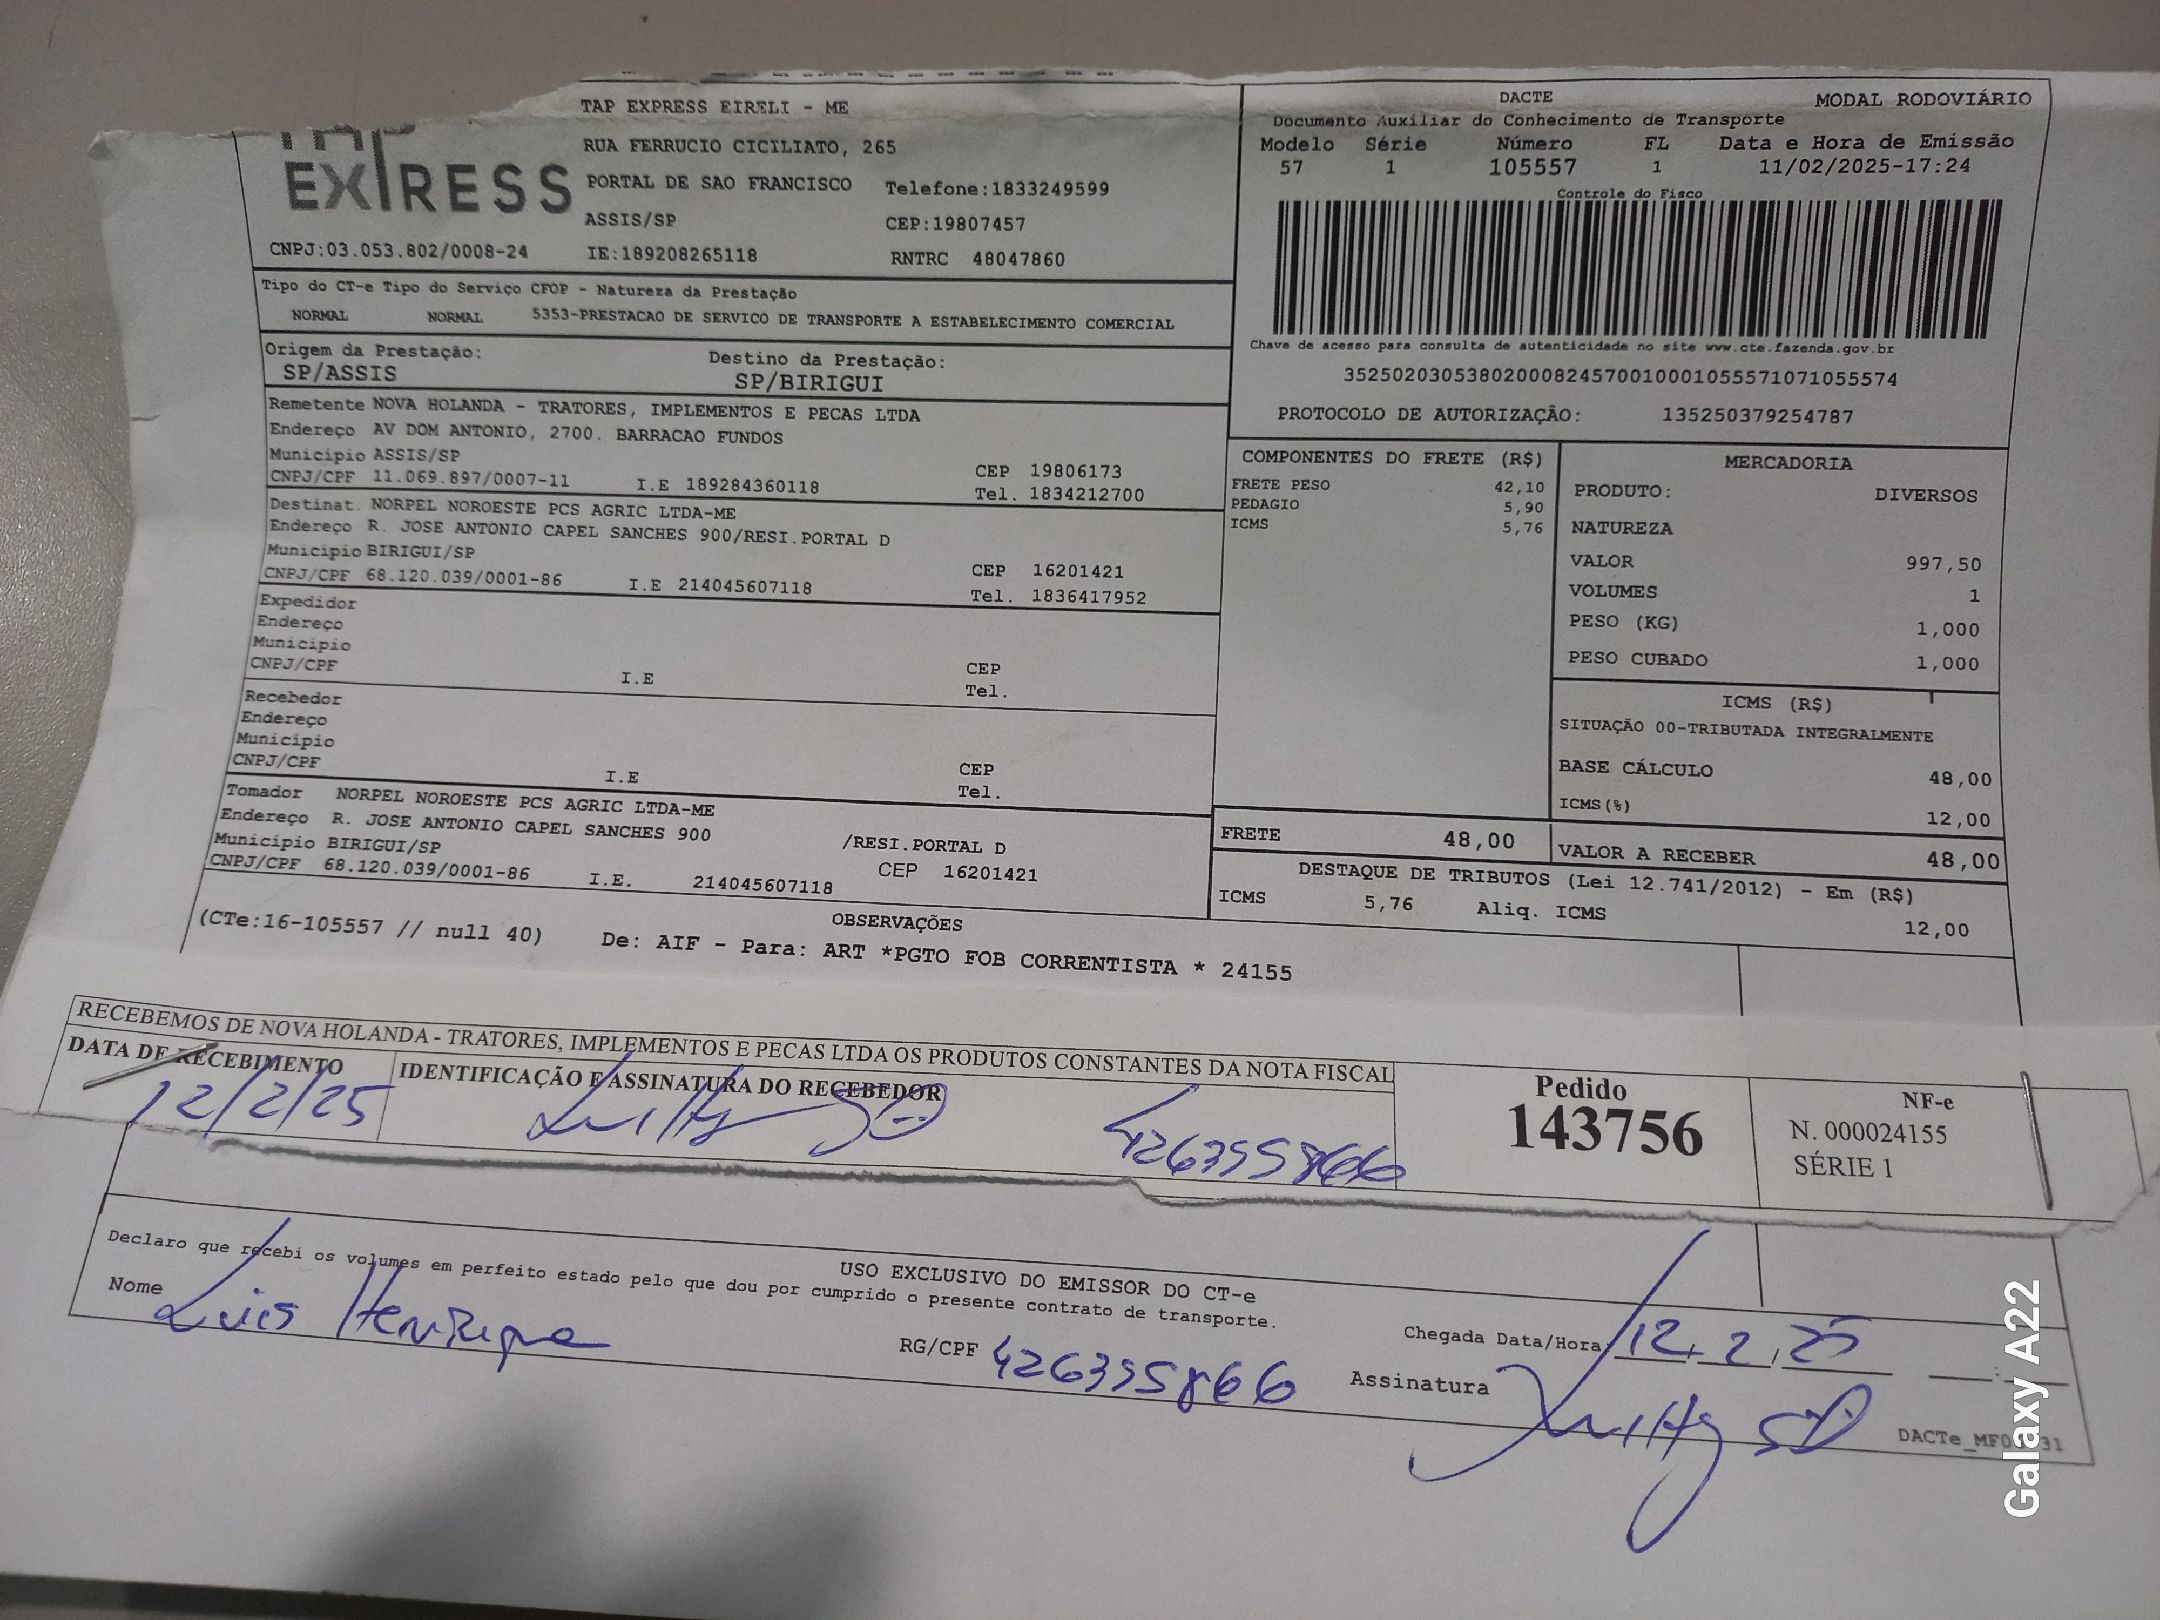 TAP EXPRESS EIRELI - ME
RUA FERRUCIO CICILIATO, 265
PORTAL DE SAO FRANCISCO Telefone:1833249599
ASSIS/SP CEP:19807457
TAP
EXPRESS
CNPJ:03.053.802/0008-24 IE:189208265118 RNTRC 48047860
DACTE MODAL RODOVIÁRIO
Documento Auxiliar do Conhecimento de Transporte
Modelo Série Número FL Data e Hora de Emissão
57 1 105557 1 11/02/2025-17:24
Controle do Fisco
Chave de acesso para consulta de autenticidade no site www.cte.fazenda.gov.br
35250203053802000824570010001055571071055574
PROTOCOLO DE AUTORIZAÇÃO: 135250379254787
Tipo do CT-e Tipo do Serviço CFOP - Natureza da Prestação
NORMAL NORMAL 5353-PRESTACAO DE SERVICO DE TRANSPORTE A ESTABELECIMENTO COMERCIAL
Origem da Prestação: Destino da Prestação:
SP/ASSIS SP/BIRIGUI
Remetente NOVA HOLANDA - TRATORES, IMPLEMENTOS E PECAS LTDA
Endereço AV DOM ANTONIO, 2700. BARRACAO FUNDOS
Município ASSIS/SP CEP 19806173
CNPJ/CPF 11.069.897/0007-11 I.E 189284360118 Tel. 1834212700
Destinat. NORPEL NOROESTE PCS AGRIC LTDA-ME
Endereço R. JOSE ANTONIO CAPEL SANCHES 900/RESI.PORTAL D
Município BIRIGUI/SP CEP 16201421
CNPJ/CPF 68.120.039/0001-86 I.E 214045607118 Tel. 1836417952
Expedidor
Endereço
Município CEP
CNPJ/CPF I.E Tel.
Recebedor
Endereço
Município CEP
CNPJ/CPF I.E Tel.
Tomador NORPEL NOROESTE PCS AGRIC LTDA-ME
Endereço R. JOSE ANTONIO CAPEL SANCHES 900 /RESI.PORTAL D
Município BIRIGUI/SP CEP 16201421
CNPJ/CPF 68.120.039/0001-86 I.E. 214045607118
COMPONENTES DO FRETE (R$)
FRETE PESO 42,10
PEDAGIO 5,90
ICMS 5,76
MERCADORIA
PRODUTO: DIVERSOS
NATUREZA
VALOR 997,50
VOLUMES 1
PESO (KG) 1,000
PESO CUBADO 1,000
ICMS (R$)
SITUAÇÃO 00-TRIBUTADA INTEGRALMENTE
BASE CÁLCULO 48,00
ICMS(%) 12,00
FRETE 48,00 VALOR A RECEBER 48,00
DESTAQUE DE TRIBUTOS (Lei 12.741/2012) - Em (R$)
ICMS 5,76 Aliq. ICMS 12,00
OBSERVAÇÕES
(CTe:16-105557 // null 40) De: AIF - Para: ART *PGTO FOB CORRENTISTA * 24155
RECEBEMOS DE NOVA HOLANDA - TRATORES, IMPLEMENTOS E PECAS LTDA OS PRODUTOS CONSTANTES DA NOTA FISCAL
DATA DE RECEBIMENTO IDENTIFICAÇÃO E ASSINATURA DO RECEBEDOR
12/2/25 426395866
Pedido
143756
NF-e
N. 000024155
SÉRIE 1
USO EXCLUSIVO DO EMISSOR DO CT-e
Declaro que recebi os volumes em perfeito estado pelo que dou por cumprido o presente contrato de transporte.
Nome Luis Henrique RG/CPF 426395866
Chegada Data/Hora 12 / 2 / 25 :
Assinatura
Galaxy A22